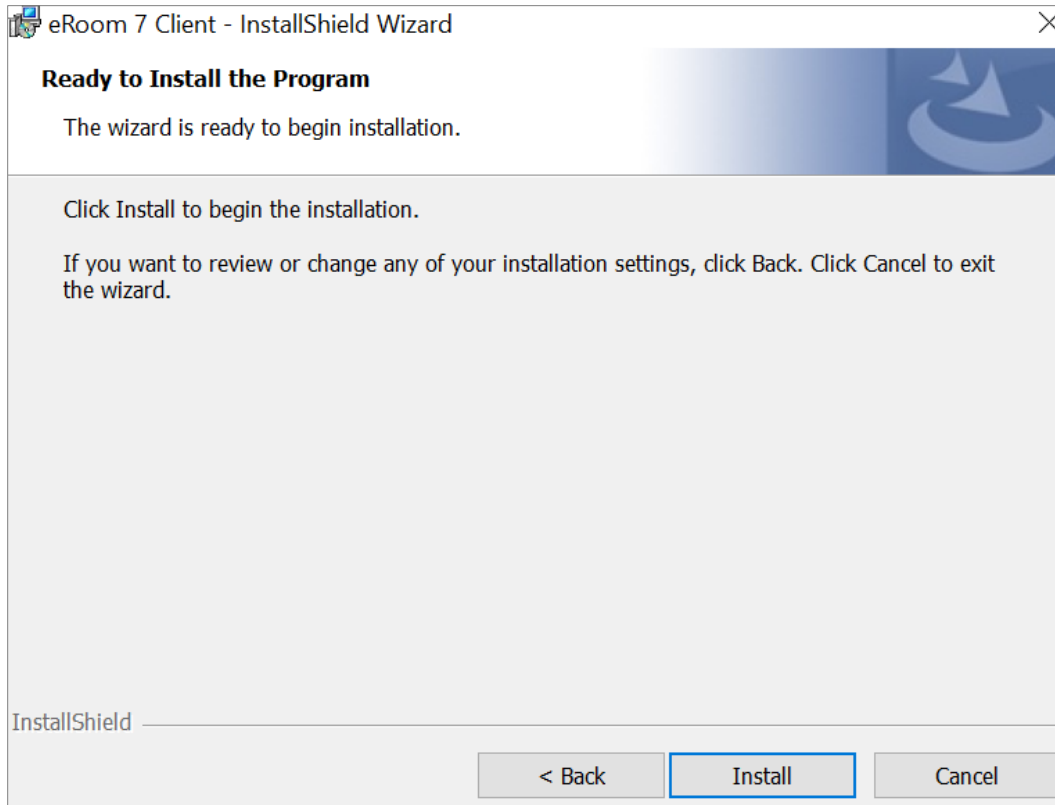 eRoom 7 Client - InstallShield Wizard
Ready to Install the Program
The wizard is ready to begin installation.
Click Install to begin the installation.
If you want to review or change any of your installation settings, click Back. Click Cancel to exit
the wizard.
InstallShield
< Back
Install
Cancel